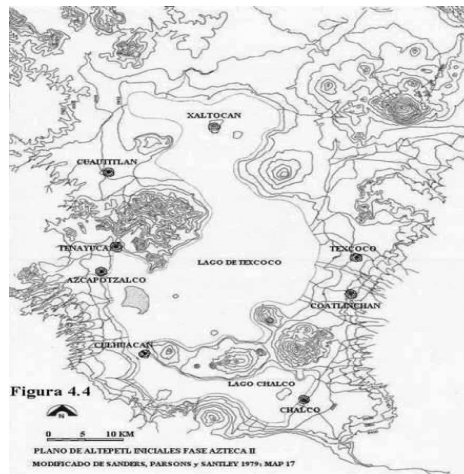 XALTOCAN
CUAUTITLAN
TENAYUCA
TEXCOCO
LAGO DE TEXCOCO
AZCAPOTZALCO
COATLINCHAN
CULHUACAN
LAGO CHALCO
Figura 4.4
CHALCO
N
0 5 10 KM
PLANO DE ALTEPETL INICIALES FASE AZTECA II
MODIFICADO DE SANDERS, PARSONS y SANTLEY 1979: MAP 17